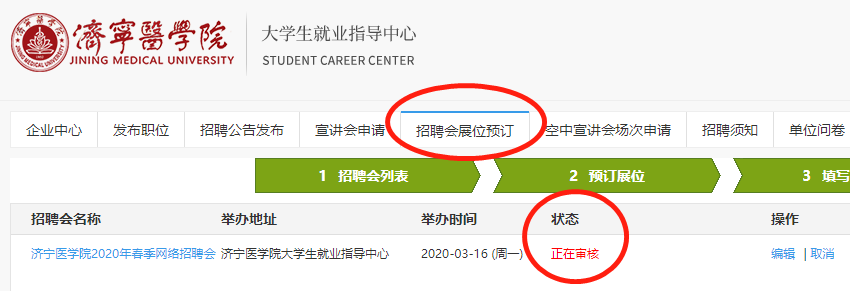 濟寧醫學院
JINING MEDICAL UNIVERSITY
大学生就业指导中心
STUDENT CAREER CENTER
企业中心 发布职位 招聘公告发布 宣讲会申请 招聘会展位预订 空中宣讲会场次申请 招聘须知 单位问卷
1 招聘会列表 2 预订展位 3 填写
招聘会名称 举办地址 举办时间 状态 操作
济宁医学院2020年春季网络招聘会 济宁医学院大学生就业指导中心 2020-03-16 (周一) 正在审核 编辑 | 取消